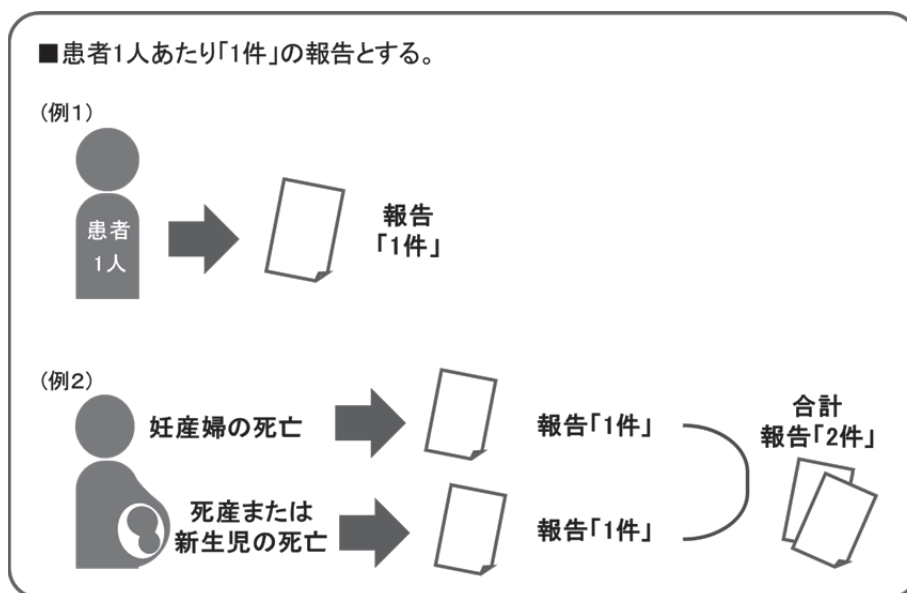 ■患者1人あたり「1件」の報告とする。
(例1)
患者
1人
報告
「1件」
(例2)
妊産婦の死亡
報告「1件」
死産または
新生児の死亡
報告「1件」
合計
報告「2件」